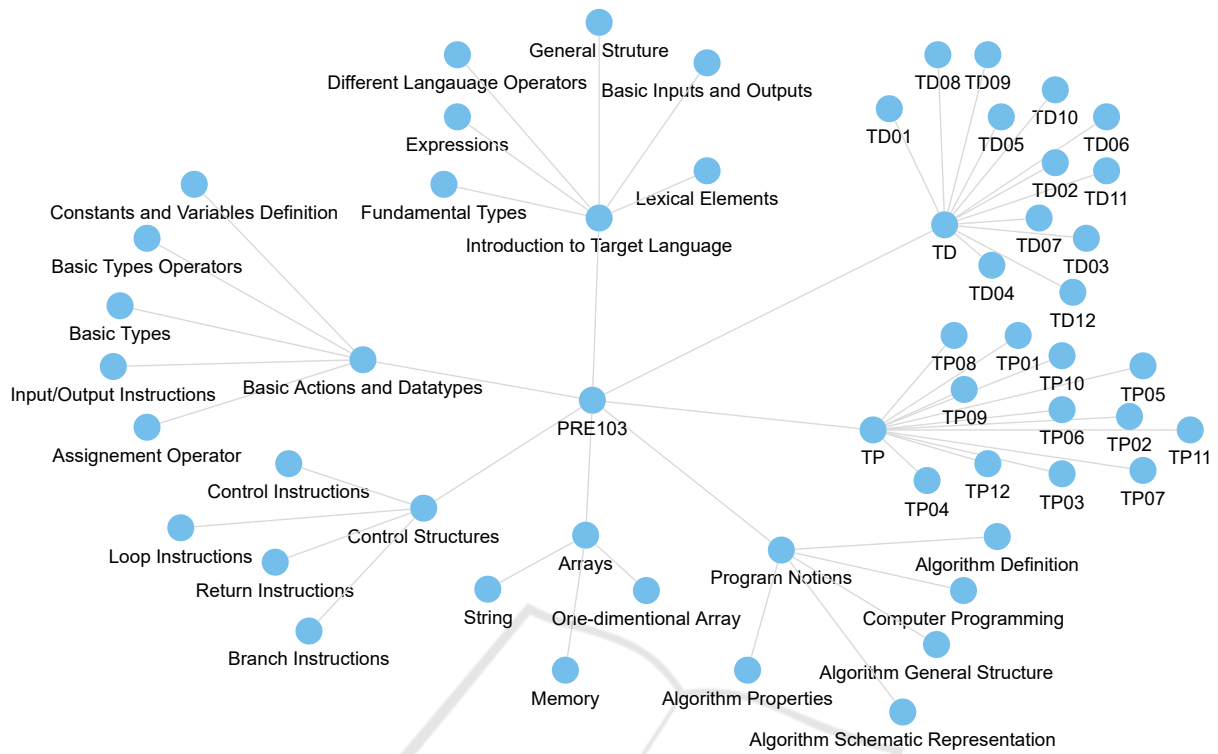 General Struture
Different Langauage Operators
Basic Inputs and Outputs
Expressions
Fundamental Types
Lexical Elements
Introduction to Target Language
Constants and Variables Definition
Basic Types Operators
Basic Types
Input/Output Instructions
Basic Actions and Datatypes
Assignement Operator
PRE103
TD08
TD09
TD10
TD01
TD05
TD06
TD02
TD11
TD
TD07
TD03
TD04
TD12
TP08
TP01
TP10
TP05
TP09
TP06
TP02
TP
TP11
TP12
TP03
TP07
TP04
Control Instructions
Control Structures
Loop Instructions
Return Instructions
Branch Instructions
Arrays
String
One-dimentional Array
Memory
Program Notions
Algorithm Definition
Computer Programming
Algorithm General Structure
Algorithm Properties
Algorithm Schematic Representation